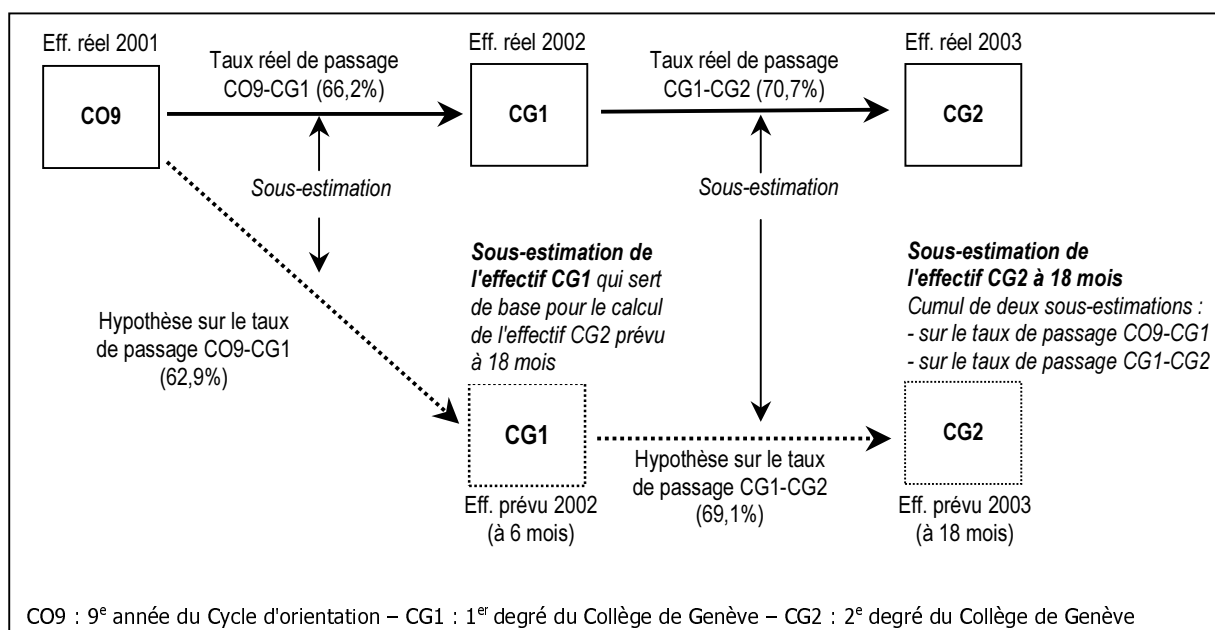 Eff. réel 2001
Eff. réel 2002
Eff. réel 2003
Taux réel de passage
CO9-CG1 (66,2%)
Taux réel de passage
CG1-CG2 (70,7%)
CO9
CG1
CG2
Sous-estimation
Sous-estimation
Hypothèse sur le taux
de passage CO9-CG1
(62,9%)
Sous-estimation de
l'effectif CG1 qui sert
de base pour le calcul
de l'effectif CG2 prévu
à 18 mois
Sous-estimation de
l'effectif CG2 à 18 mois
Cumul de deux sous-estimations :
- sur le taux de passage CO9-CG1
- sur le taux de passage CG1-CG2
CG1
CG2
Hypothèse sur le taux
de passage CG1-CG2
(69,1%)
Eff. prévu 2002
(à 6 mois)
Eff. prévu 2003
(à 18 mois)
CO9 : 9e année du Cycle d'orientation – CG1 : 1er degré du Collège de Genève – CG2 : 2e degré du Collège de Genève